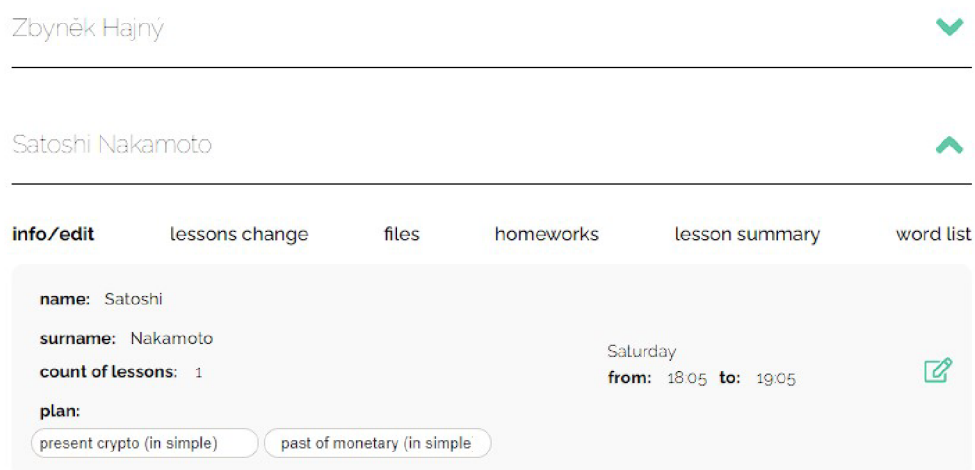 Zbyněk Hajný
Satoshi Nakamoto
info/edit lessons change files homeworks lesson summary word list
name: Satoshi
surname: Nakamoto
count of lessons: 1
plan:
present crypto (in simple) past of monetary (in simple
Saturday
from: 18:05 to: 19:05